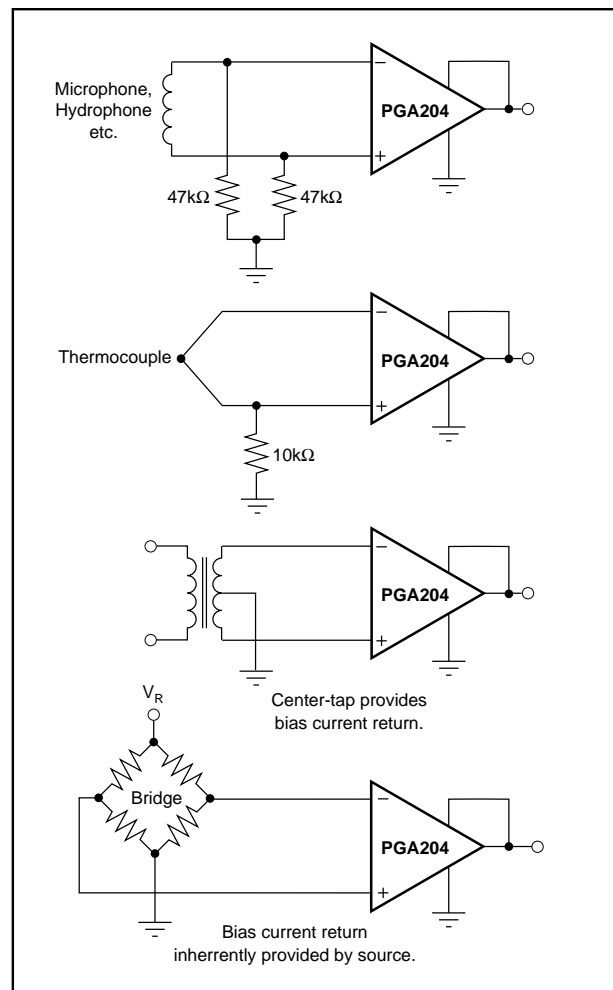 Microphone,
Hydrophone
etc.
−
PGA204
+
47kΩ
47kΩ
−
Thermocouple
PGA204
+
10kΩ
−
PGA204
+
Center-tap provides
bias current return.
V_R
Bridge
−
PGA204
+
Bias current return
inherrently provided by source.